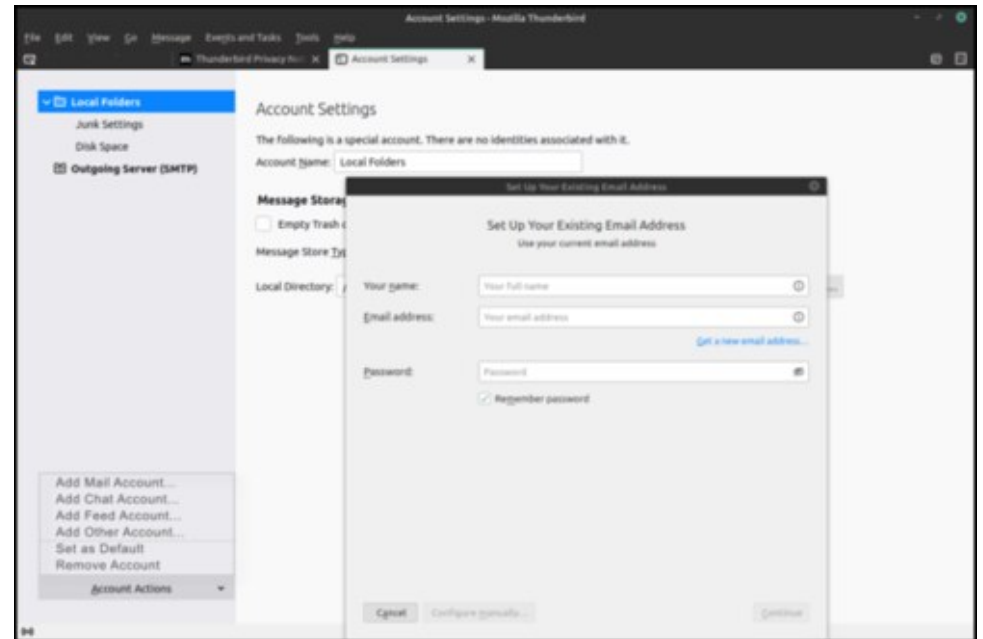 Account Settings - Mozilla Thunderbird
File Edit View Go Message Events and Tasks Tools Help
Thunderbird Privacy Not
Account Settings
Local Folders
Junk Settings
Disk Space
Outgoing Server (SMTP)
Account Settings
The following is a special account. There are no identities associated with it.
Account Name: Local Folders
Message Storag
Empty Trash o
Message Store Typ
Local Directory: /
Set Up Your Existing Email Address
Set Up Your Existing Email Address
Use your current email address
Your name: Your full name
Email address: Your email address
Get a new email address...
Password: Password
Remember password
Cancel Configure manually... Continue
Add Mail Account...
Add Chat Account...
Add Feed Account...
Add Other Account...
Set as Default
Remove Account
Account Actions